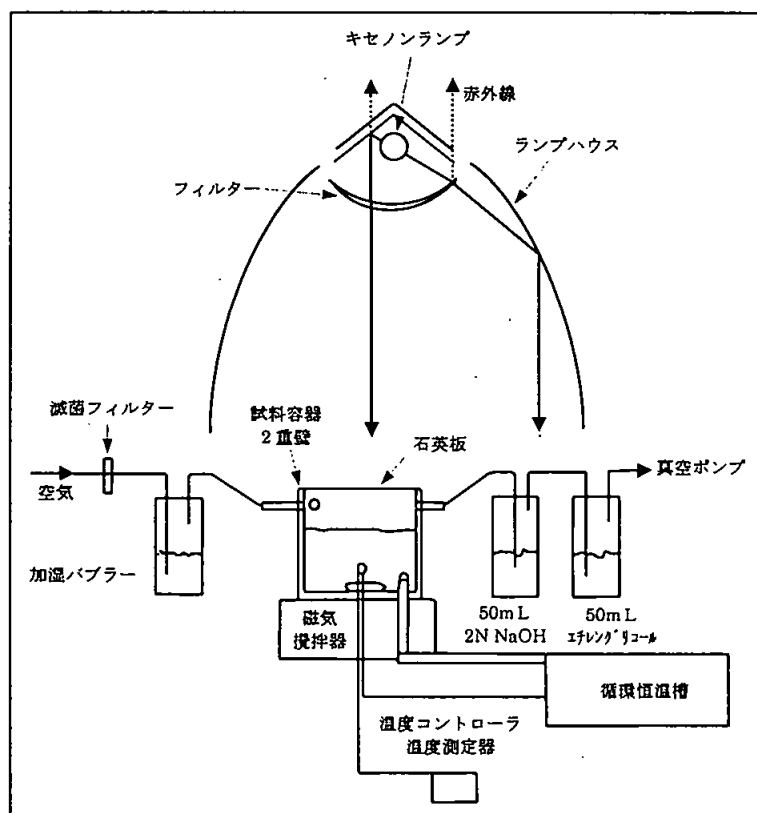 キセノンランプ
赤外線
ランプハウス
フィルター
滅菌フィルター
試料容器
2重壁
石英板
空気
真空ポンプ
加湿バブラー
磁気
攪拌器
50mL
2N NaOH
50mL
エチレングリコール
循環恒温槽
温度コントローラ
温度測定器